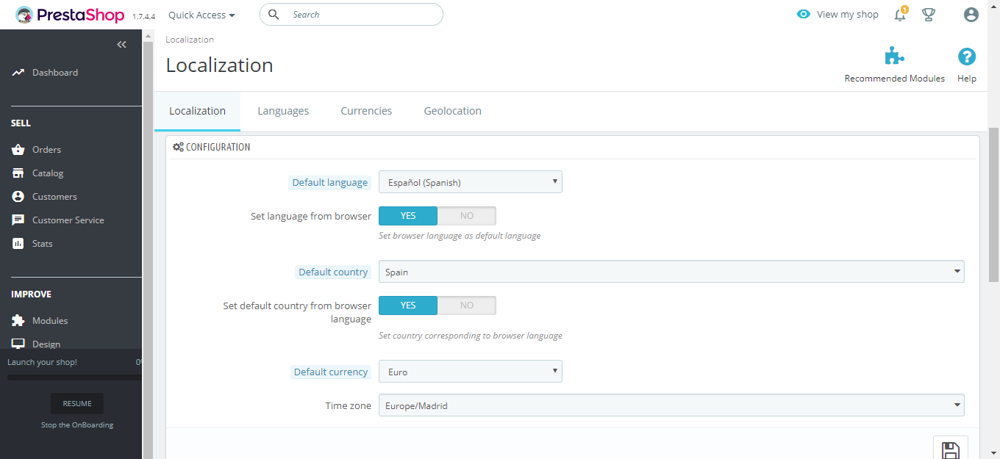 PrestaShop 1.7.4.4 Quick Access Search View my shop 1
Dashboard
SELL
Orders
Catalog
Customers
Customer Service
Stats
IMPROVE
Modules
Design
Launch your shop! 0%
RESUME
Stop the OnBoarding
Localization
Localization
Recommended Modules Help
Localization Languages Currencies Geolocation
CONFIGURATION
Default language Español (Spanish)
Set language from browser YES NO
Set browser language as default language
Default country Spain
Set default country from browser YES NO
language
Set country corresponding to browser language
Default currency Euro
Time zone Europe/Madrid